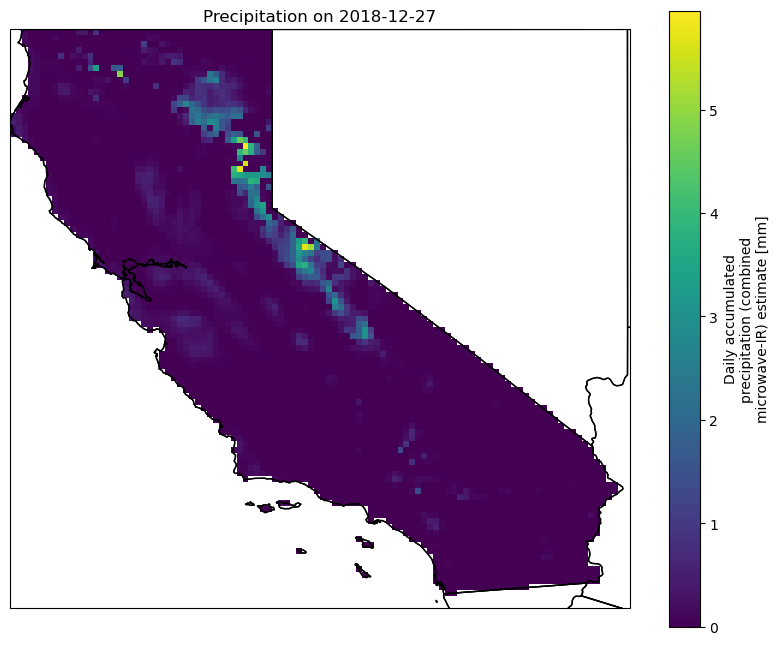 Precipitation on 2018-12-27
5
4
3
2
1
0
Daily accumulated
precipitation (combined
microwave-IR) estimate [mm]